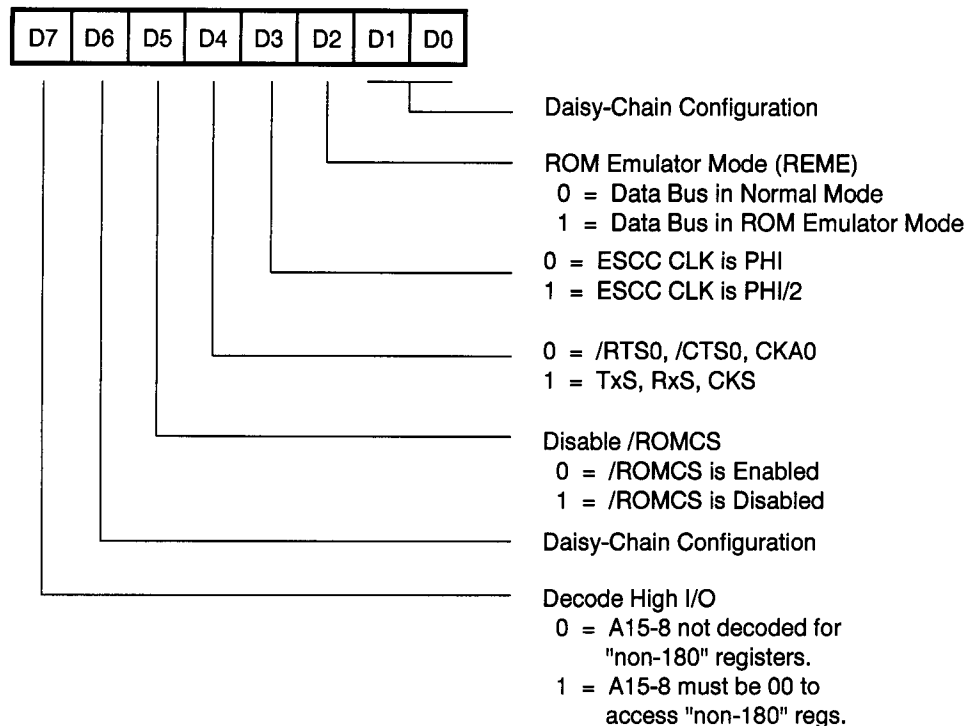 D7 D6 D5 D4 D3 D2 D1 D0
Daisy-Chain Configuration
ROM Emulator Mode (REME)
0 = Data Bus in Normal Mode
1 = Data Bus in ROM Emulator Mode
0 = ESCC CLK is PHI
1 = ESCC CLK is PHI/2
0 = /RTS0, /CTS0, CKA0
1 = TxS, RxS, CKS
Disable /ROMCS
0 = /ROMCS is Enabled
1 = /ROMCS is Disabled
Daisy-Chain Configuration
Decode High I/O
0 = A15-8 not decoded for
"non-180" registers.
1 = A15-8 must be 00 to
access "non-180" regs.